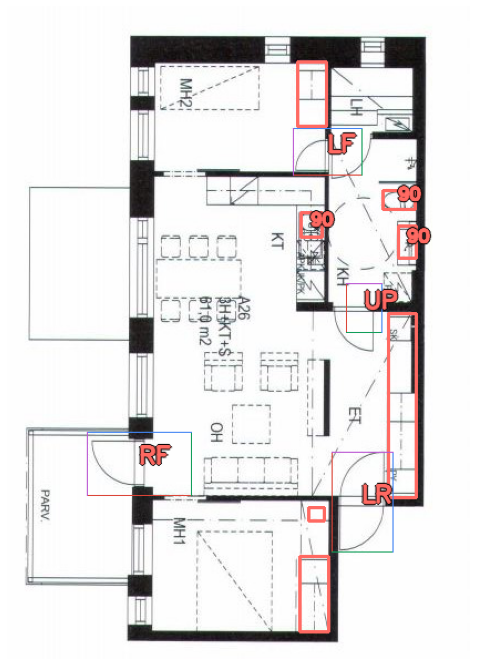 MH2
LH
LF
90
90
90
KT
KH
A26
3H+KT+S
61.0 m2
UP
SK
ET
OH
RF
LR
PARV.
MH1